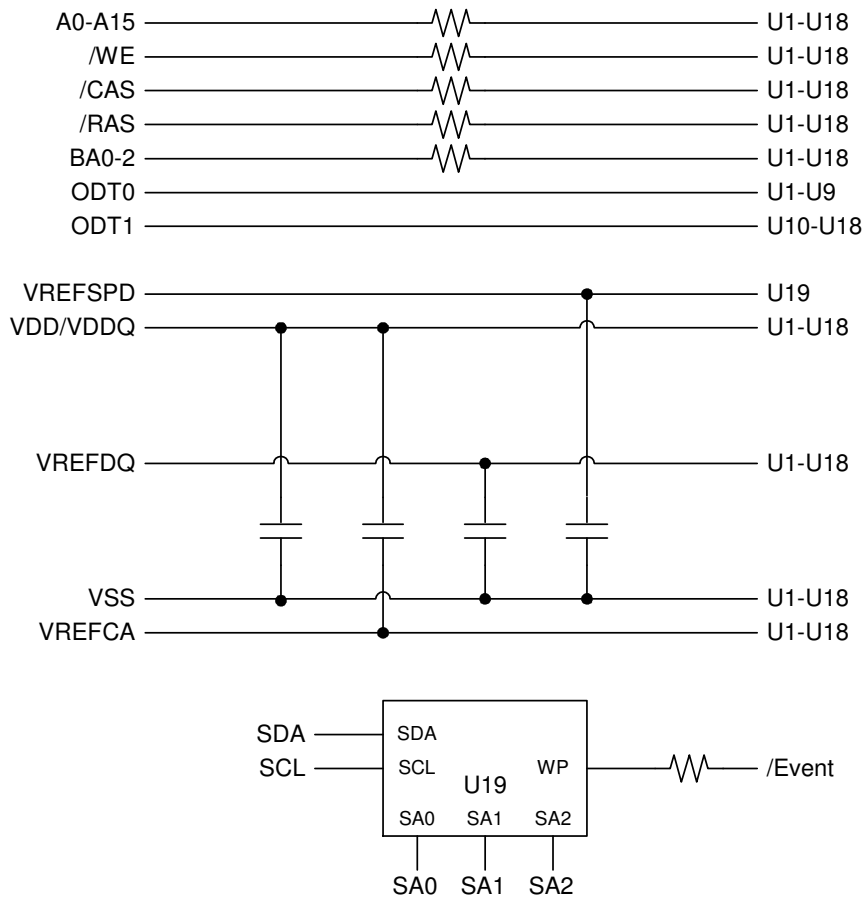 A0-A15 U1-U18
/WE U1-U18
/CAS U1-U18
/RAS U1-U18
BA0-2 U1-U18
ODT0 U1-U9
ODT1 U10-U18
VREFSPD U19
VDD/VDDQ U1-U18
VREFDQ U1-U18
VSS U1-U18
VREFCA U1-U18
SDA SDA
SCL SCL WP /Event
U19
SA0 SA1 SA2
SA0 SA1 SA2